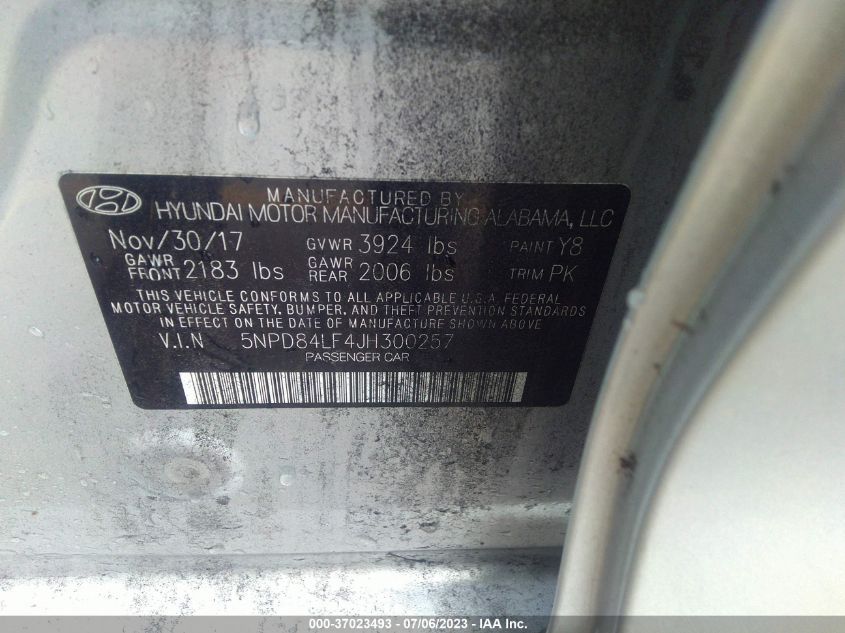 MANUFACTURED BY
HYUNDAI MOTOR MANUFACTURING ALABAMA, LLC
Nov/30/17 GVWR 3924 lbs PAINT Y8
GAWR FRONT 2183 lbs GAWR REAR 2006 lbs TRIM PK
THIS VEHICLE CONFORMS TO ALL APPLICABLE U.S.A. FEDERAL
MOTOR VEHICLE SAFETY, BUMPER, AND THEFT PREVENTION STANDARDS
IN EFFECT ON THE DATE OF MANUFACTURE SHOWN ABOVE.
V.I.N 5NPD84LF4JH300257
PASSENGER CAR
000-37023493 - 07/06/2023 - IAA Inc.